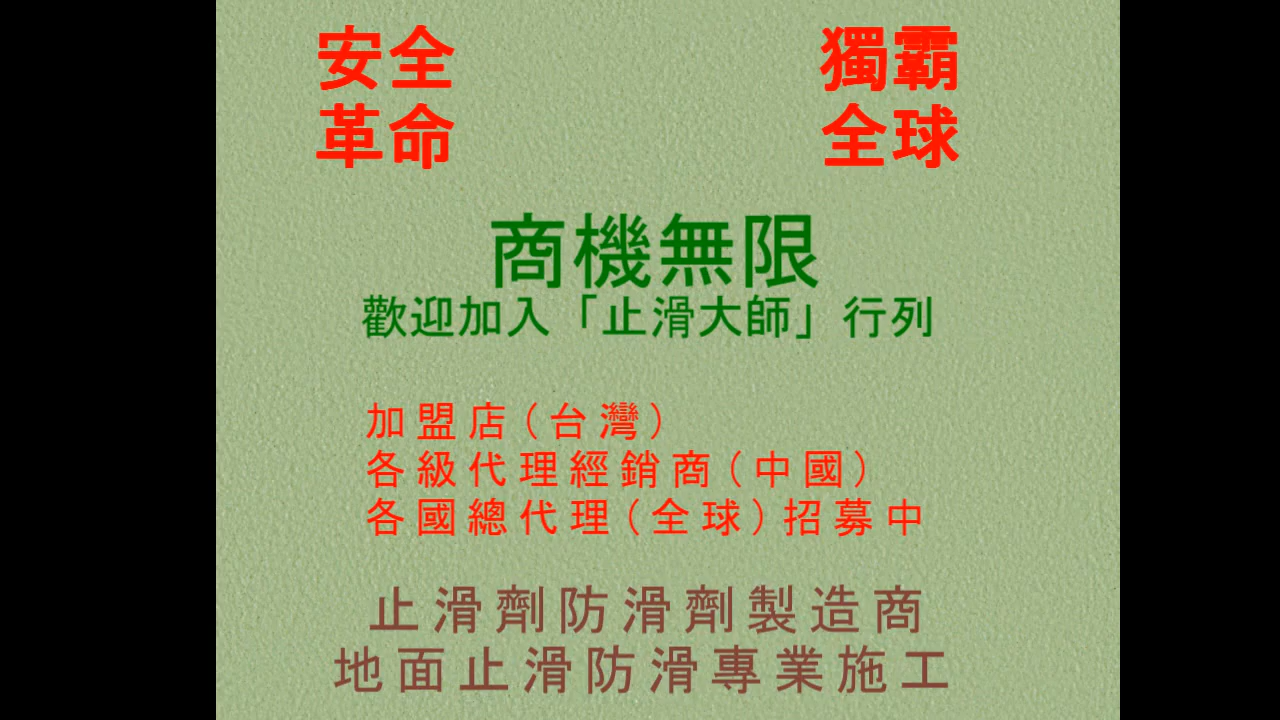 安全
革命
獨霸
全球
商機無限
歡迎加入「止滑大師」行列
加盟店(台灣)
各級代理經銷商(中國)
各國總代理(全球)招募中
止滑劑防滑劑製造商
地面止滑防滑專業施工